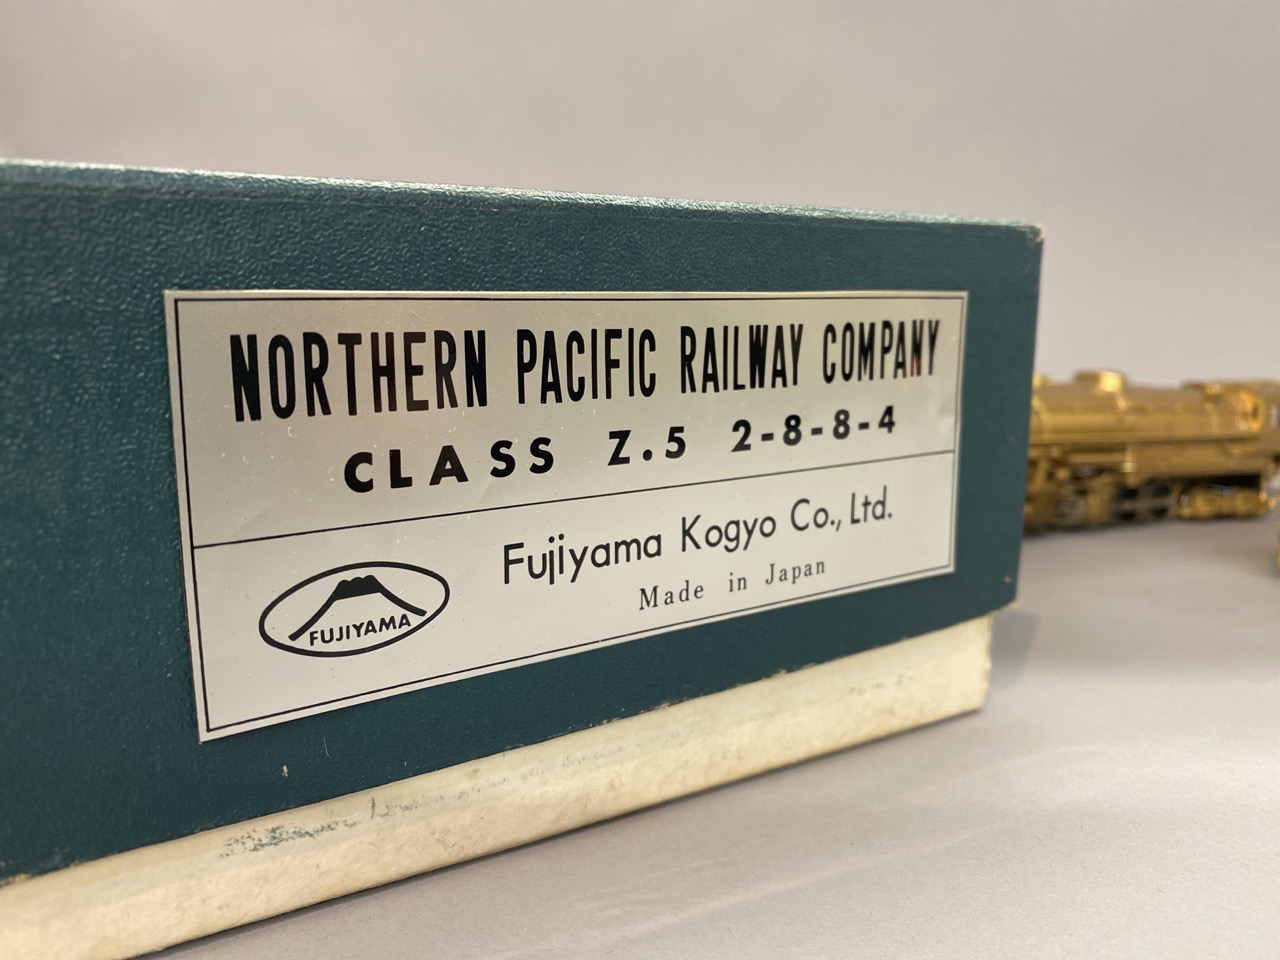 NORTHERN PACIFIC RAILWAY COMPANY
CLASS Z.5 2-8-8-4
Fujiyama Kogyo Co., Ltd.
Made in Japan
FUJIYAMA